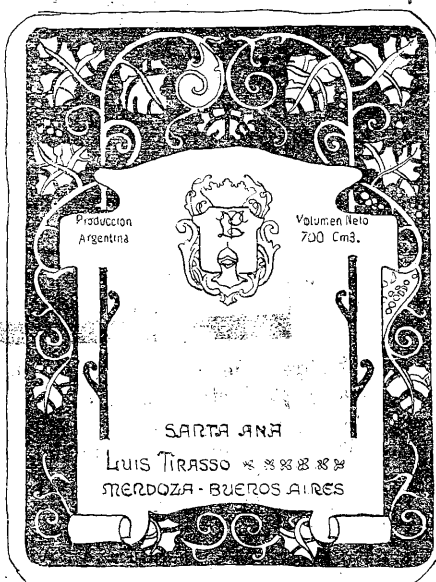 Produccion
Argentina
Volumen Neto
700 Cm3.
SANTA ANA
LUIS TIRASSO
MENDOZA - BUENOS AIRES